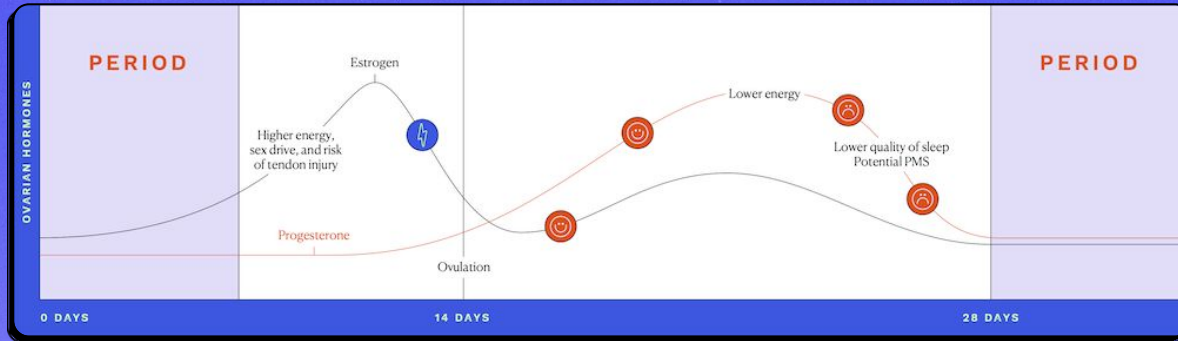 OVARIAN HORMONES
PERIOD
Estrogen
Higher energy,
sex drive, and risk
of tendon injury
Progesterone
Ovulation
Lower energy
Lower quality of sleep
Potential PMS
PERIOD
0 DAYS
14 DAYS
28 DAYS